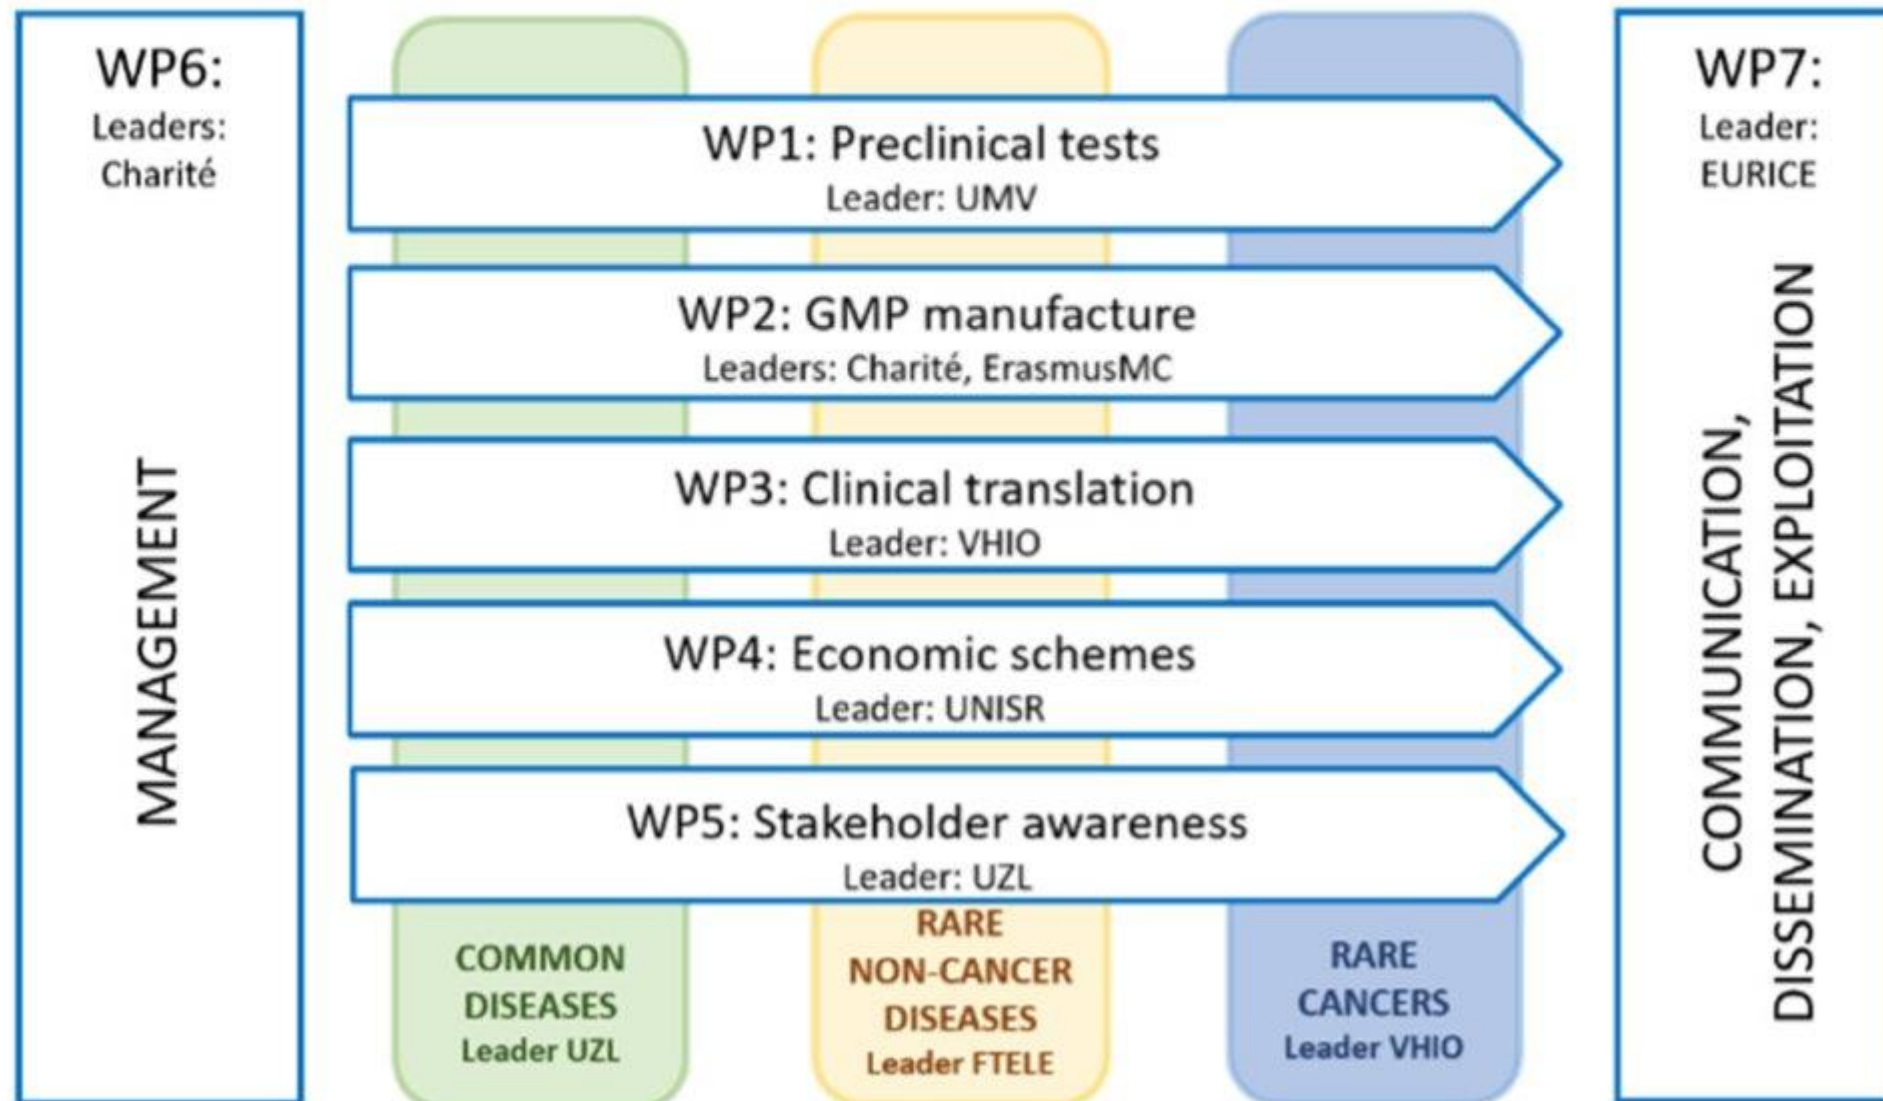 WP6:
Leaders:
Charité
MANAGEMENT
WP1: Preclinical tests
Leader: UMV
WP2: GMP manufacture
Leaders: Charité, ErasmusMC
WP3: Clinical translation
Leader: VHIO
WP4: Economic schemes
Leader: UNISR
WP5: Stakeholder awareness
Leader: UZL
COMMON
DISEASES
Leader UZL
RARE
NON-CANCER
DISEASES
Leader FTELE
RARE
CANCERS
Leader VHIO
WP7:
Leader:
EURICE
COMMUNICATION,
DISSEMINATION, EXPLOITATION